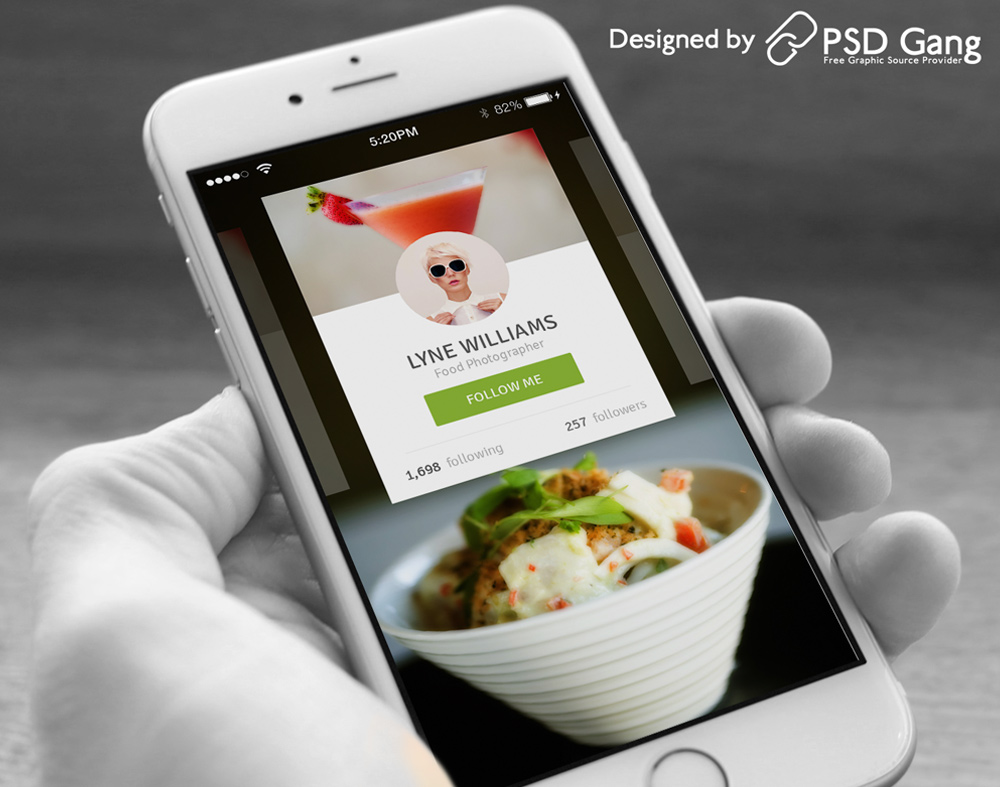 Designed by PSD Gang
Free Graphic Source Provider
5:20PM 82%
LYNE WILLIAMS
Food Photographer
FOLLOW ME
1,698 following 257 followers